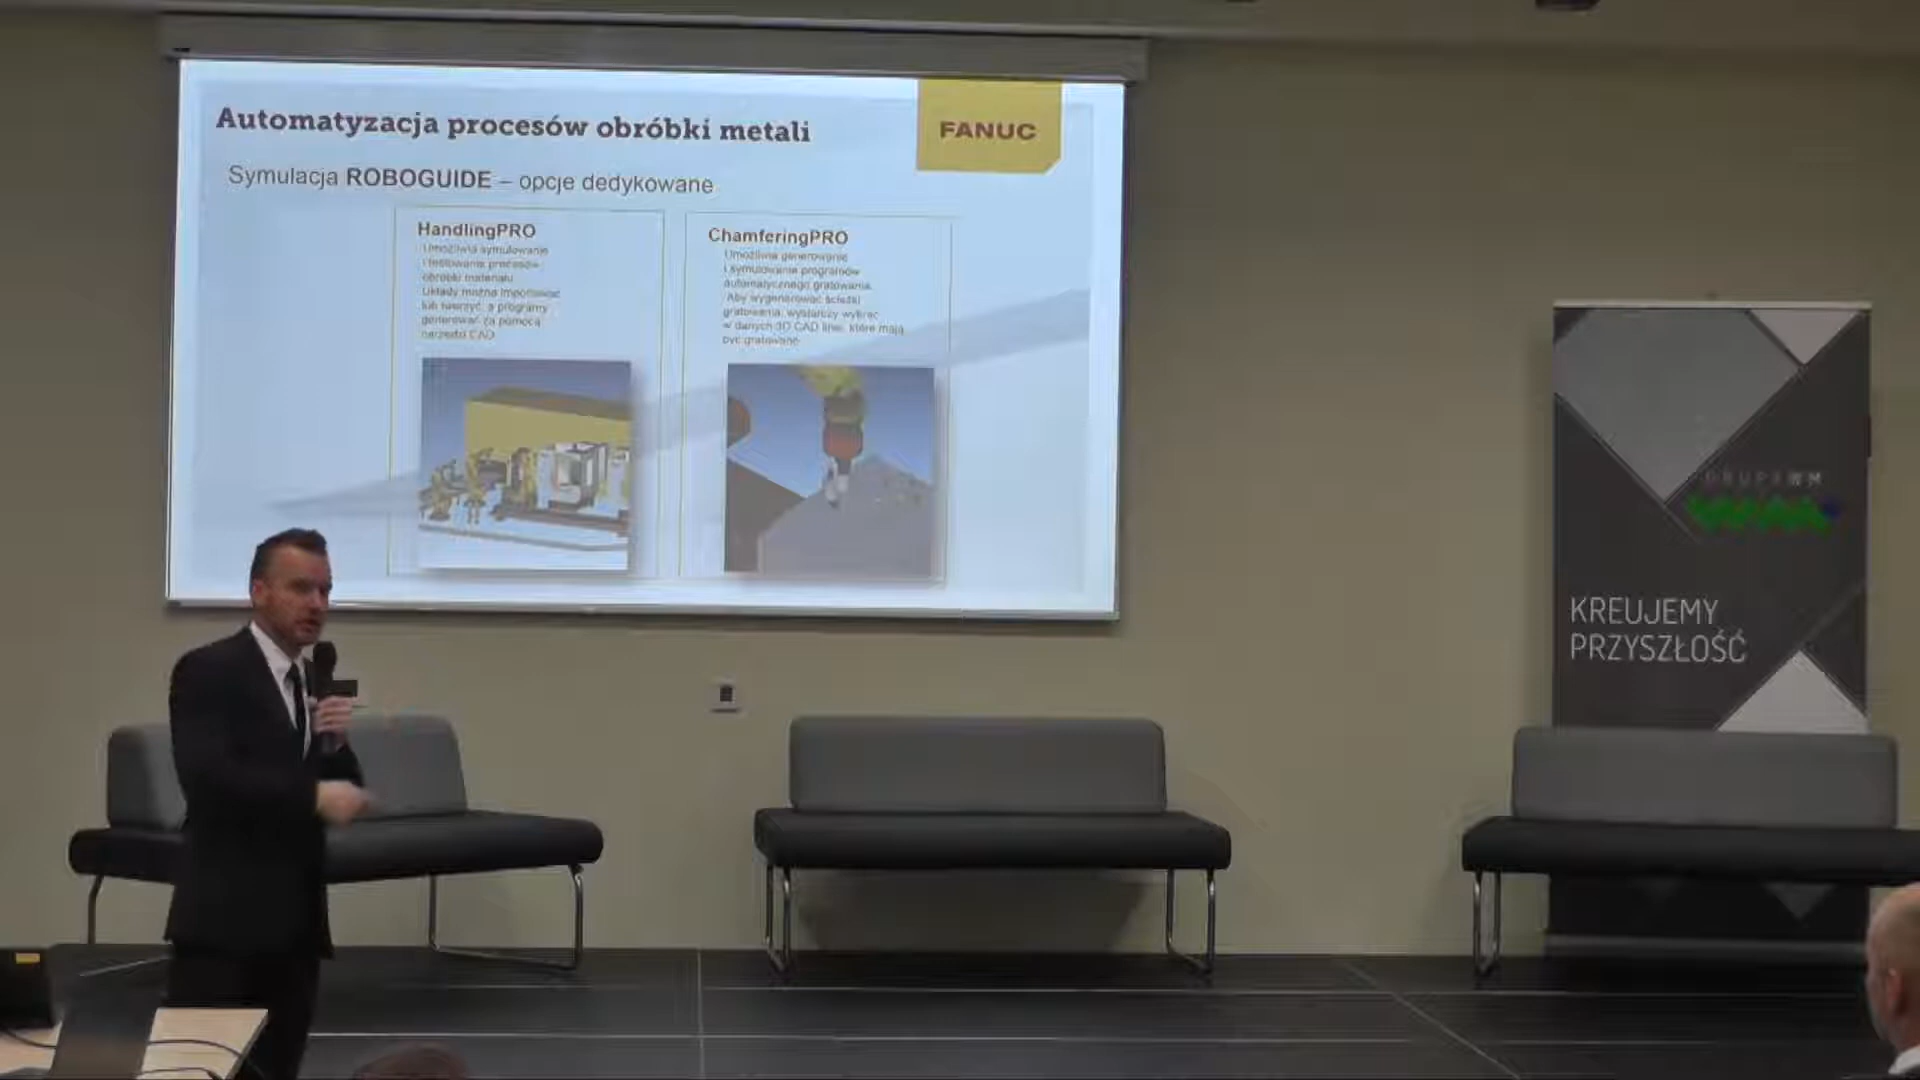 Automatyzacja procesów obróbki metali
FANUC
Symulacja ROBOGUIDE – opcje dedykowane
HandlingPRO
Umożliwia symulowanie
i testowanie procesów
obróbki materiału.
Układy można importować
lub tworzyć, a programy
generować za pomocą
narzędzi CAD.
ChamferingPRO
Umożliwia generowanie
i symulowanie programów
automatycznego gratowania.
Aby wygenerować ścieżki
gratowania, wystarczy wybrać
w danych 3D CAD linie, które mają
być gratowane.
GRUPA WM
KREUJEMY
PRZYSZŁOŚĆ